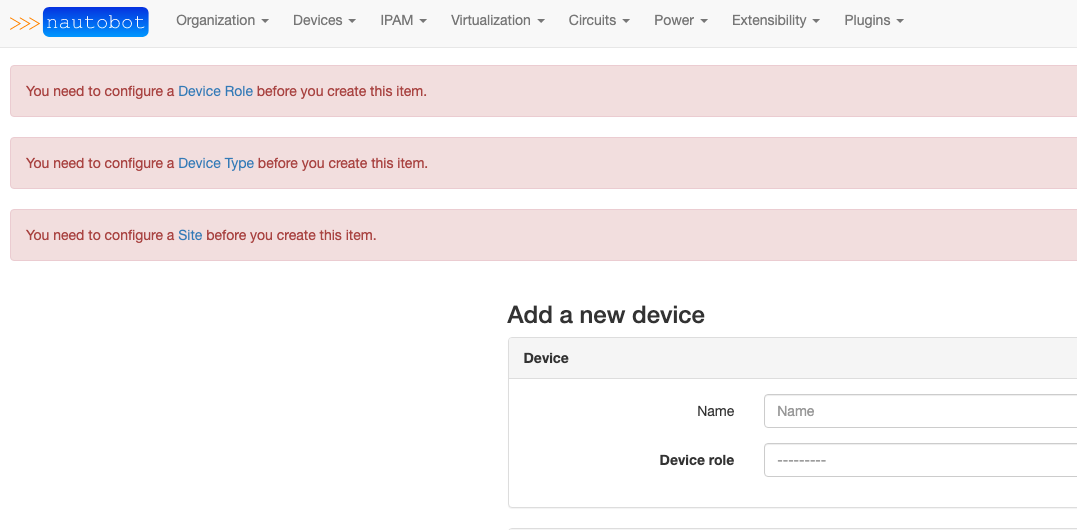 >>> nautobot Organization Devices IPAM Virtualization Circuits Power Extensibility Plugins
You need to configure a Device Role before you create this item.
You need to configure a Device Type before you create this item.
You need to configure a Site before you create this item.
Add a new device
Device
Name Name
Device role ---------